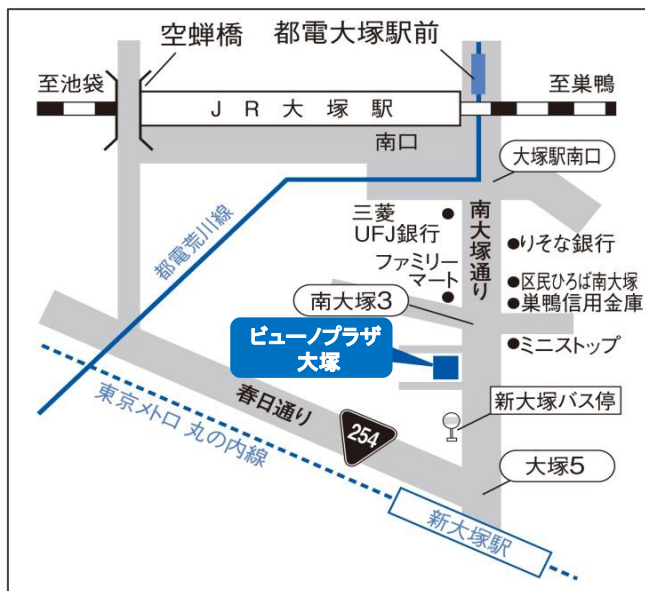 空蝉橋
都電大塚駅前
至池袋
至巣鴨
JR大塚駅
南口
大塚駅南口
三菱
UFJ銀行
南大塚通り
りそな銀行
都電荒川線
ファミリー
マート
区民ひろば南大塚
巣鴨信用金庫
南大塚3
ビューノプラザ
大塚
ミニストップ
春日通り
新大塚バス停
東京メトロ 丸の内線
254
大塚5
新大塚駅